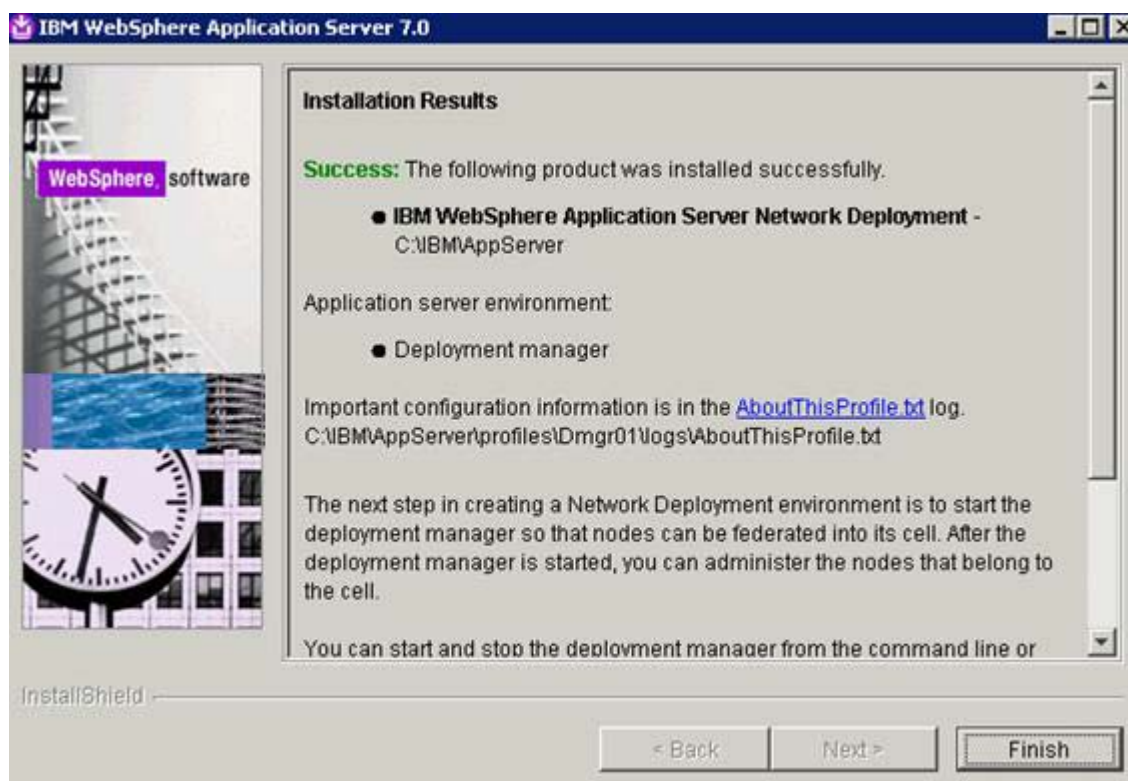 IBM WebSphere Application Server 7.0
WebSphere. software
Installation Results
Success: The following product was installed successfully.
● IBM WebSphere Application Server Network Deployment -
C:\IBM\AppServer
Application server environment:
● Deployment manager
Important configuration information is in the AboutThisProfile.txt log.
C:\IBM\AppServer\profiles\Dmgr01\logs\AboutThisProfile.txt
The next step in creating a Network Deployment environment is to start the
deployment manager so that nodes can be federated into its cell. After the
deployment manager is started, you can administer the nodes that belong to
the cell.
You can start and stop the deployment manager from the command line or
InstallShield
< Back
Next >
Finish